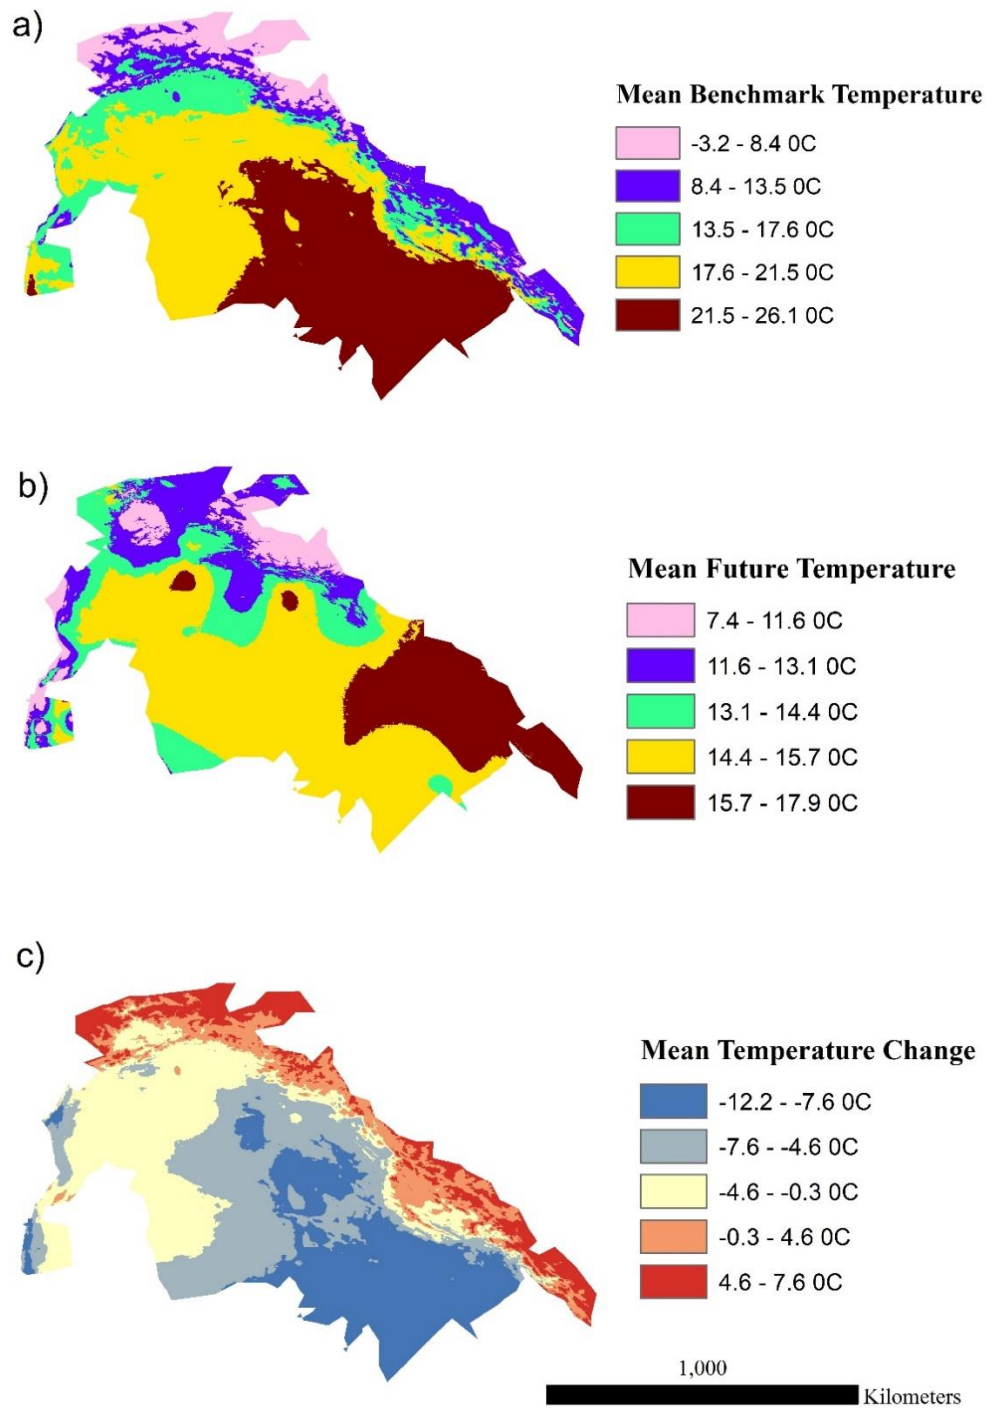 a)
Mean Benchmark Temperature
-3.2 - 8.4 0C
8.4 - 13.5 0C
13.5 - 17.6 0C
17.6 - 21.5 0C
21.5 - 26.1 0C
b)
Mean Future Temperature
7.4 - 11.6 0C
11.6 - 13.1 0C
13.1 - 14.4 0C
14.4 - 15.7 0C
15.7 - 17.9 0C
c)
Mean Temperature Change
-12.2 - -7.6 0C
-7.6 - -4.6 0C
-4.6 - -0.3 0C
-0.3 - 4.6 0C
4.6 - 7.6 0C
1,000
Kilometers